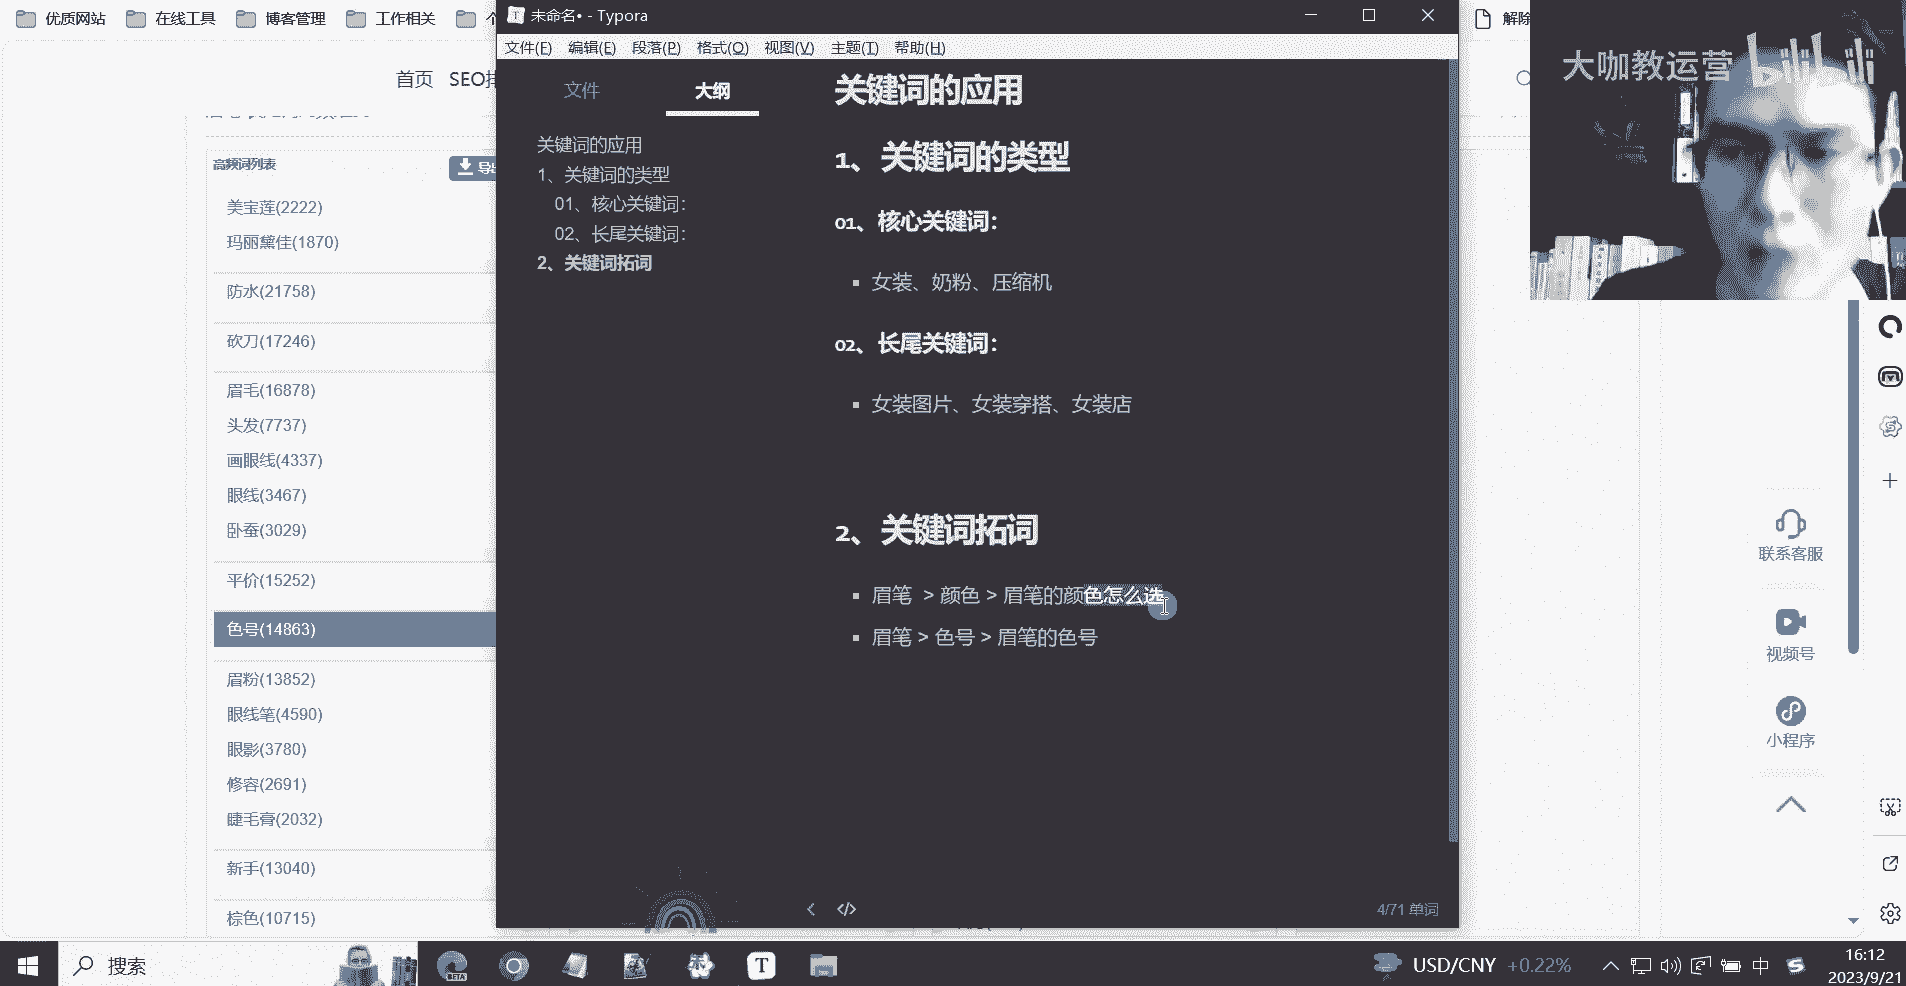 优质网站 在线工具 博客管理 工作相关
未命名• - Typora
解除
文件(F) 编辑(E) 段落(P) 格式(O) 视图(V) 主题(T) 帮助(H)
大咖教运营 bilibili
首页 SEO
文件 大纲
关键词的应用
1、关键词的类型
01、核心关键词：
02、长尾关键词：
2、关键词拓词
关键词的应用
1、关键词的类型
01、核心关键词：
女装、奶粉、压缩机
02、长尾关键词：
女装图片、女装穿搭、女装店
2、关键词拓词
眉笔 > 颜色 > 眉笔的颜色怎么选
眉笔 > 色号 > 眉笔的色号
4/71 单词
高频词列表
美宝莲(2222)
玛丽黛佳(1870)
防水(21758)
砍刀(17246)
眉毛(16878)
头发(7737)
画眼线(4337)
眼线(3467)
卧蚕(3029)
平价(15252)
色号(14863)
眉粉(13852)
眼线笔(4590)
眼影(3780)
修容(2691)
睫毛膏(2032)
新手(13040)
棕色(10715)
联系客服
视频号
小程序
搜索
BETA
T
USD/CNY +0.22%
中
16:12
2023/9/21